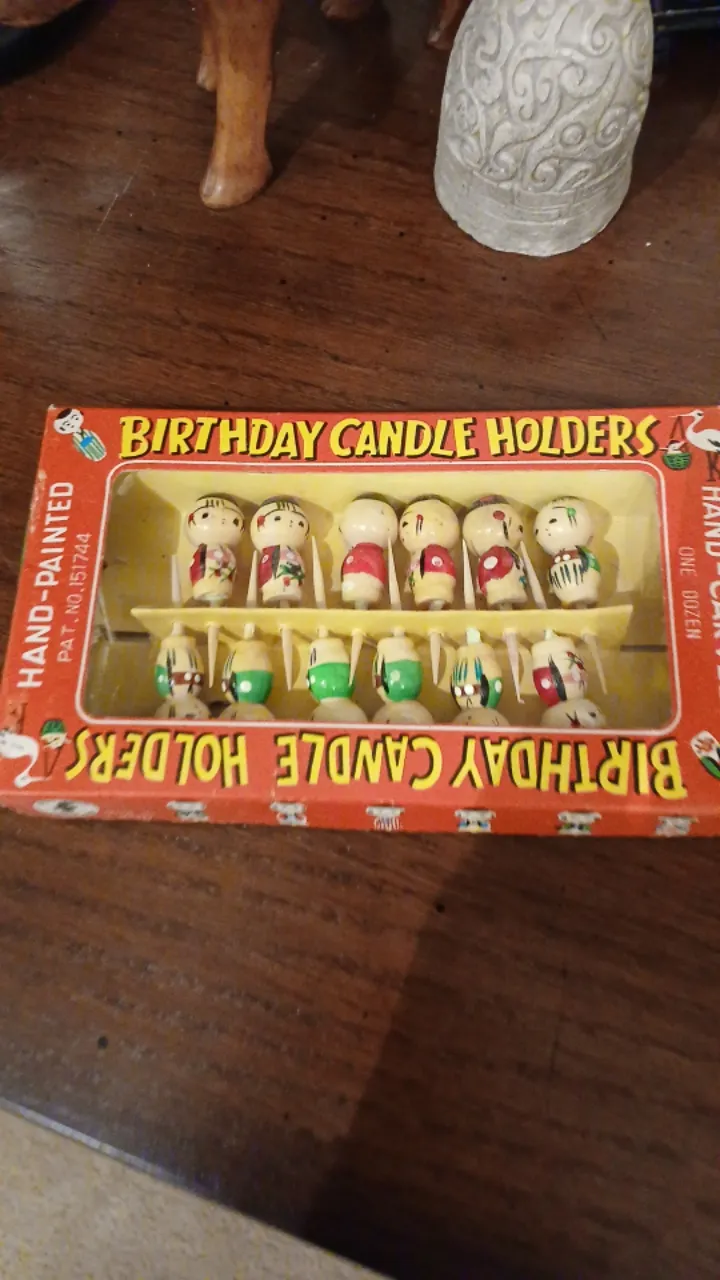 BIRTHDAY CANDLE HOLDERS
HAND-PAINTED
PAT. NO. 151744
ONE DOZEN
BIRTHDAY CANDLE HOLDERS